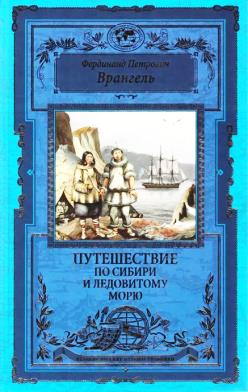 Фердинанд Петрович
Врангель
ПУТЕШЕСТВИЕ
ПО СИБИРИ
И ЛЕДОВИТОМУ
МОРЮ